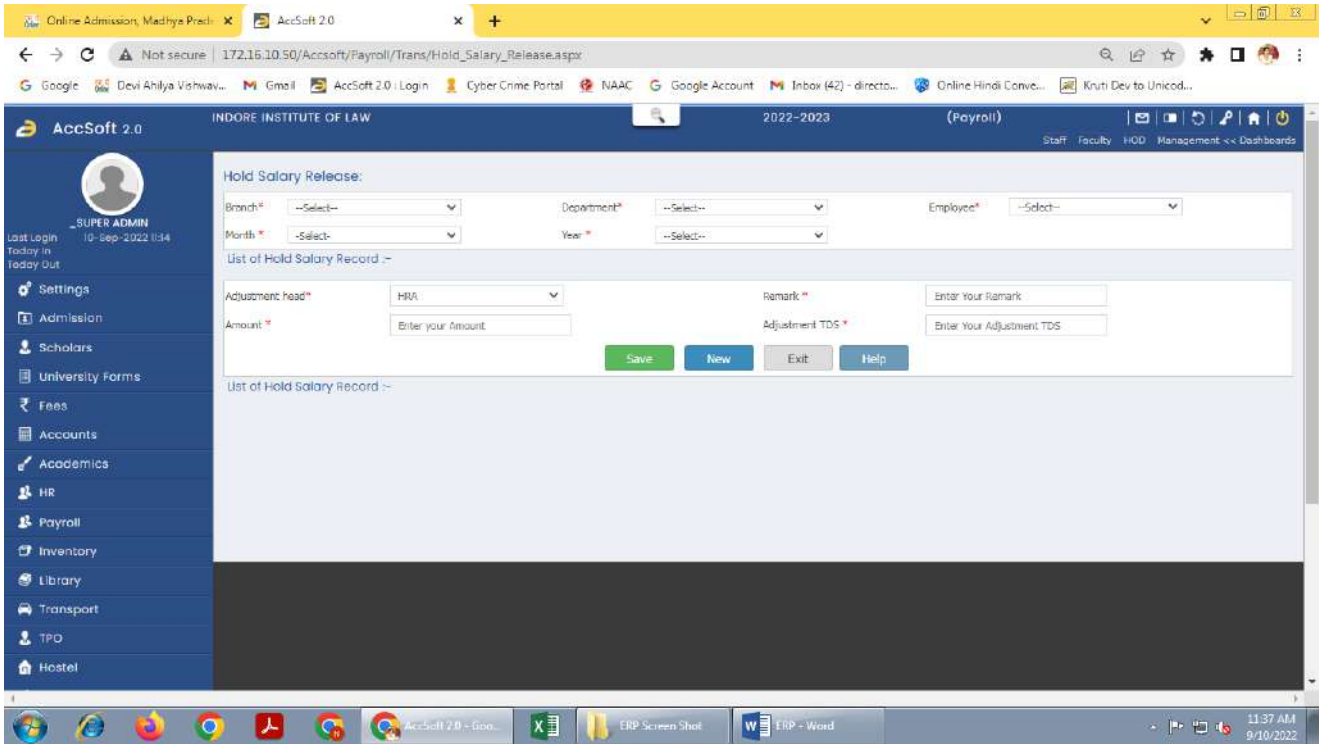 Online Admission, Madhya Prad
AccSoft 2.0
Not secure 172.16.10.50/Accsoft/Payroll/Trans/Hold_Salary_Release.aspx
Google Devi Ahilya Vishwav... Gmail AccSoft 2.0 : Login Cyber Crime Portal NAAC Google Account Inbox (42) - directo... Online Hindi Conve... Kruti Dev to Unicod...
AccSoft 2.0
INDORE INSTITUTE OF LAW 2022-2023 (Payroll)
Staff Faculty HOD Management << Dashboards
_SUPER ADMIN
Last Login 10-Sep-2022 11:14
Today In
Today Out
Settings
Admission
Scholars
University Forms
Fees
Accounts
Academics
HR
Payroll
Inventory
Library
Transport
TPO
Hostel
Hold Salary Release:
Branch* --Select-- Department* --Select-- Employee* --Select--
Month * -Select- Year * --Select--
List of Hold Salary Record :-
Adjustment head* HRA Remark * Enter Your Remark
Amount * Enter your Amount Adjustment TDS * Enter Your Adjustment TDS
Save New Exit Help
List of Hold Salary Record :-
AccSoft 2.0 - Goo... ERP Screen Shot ERP - Word
11:37 AM
9/10/2022